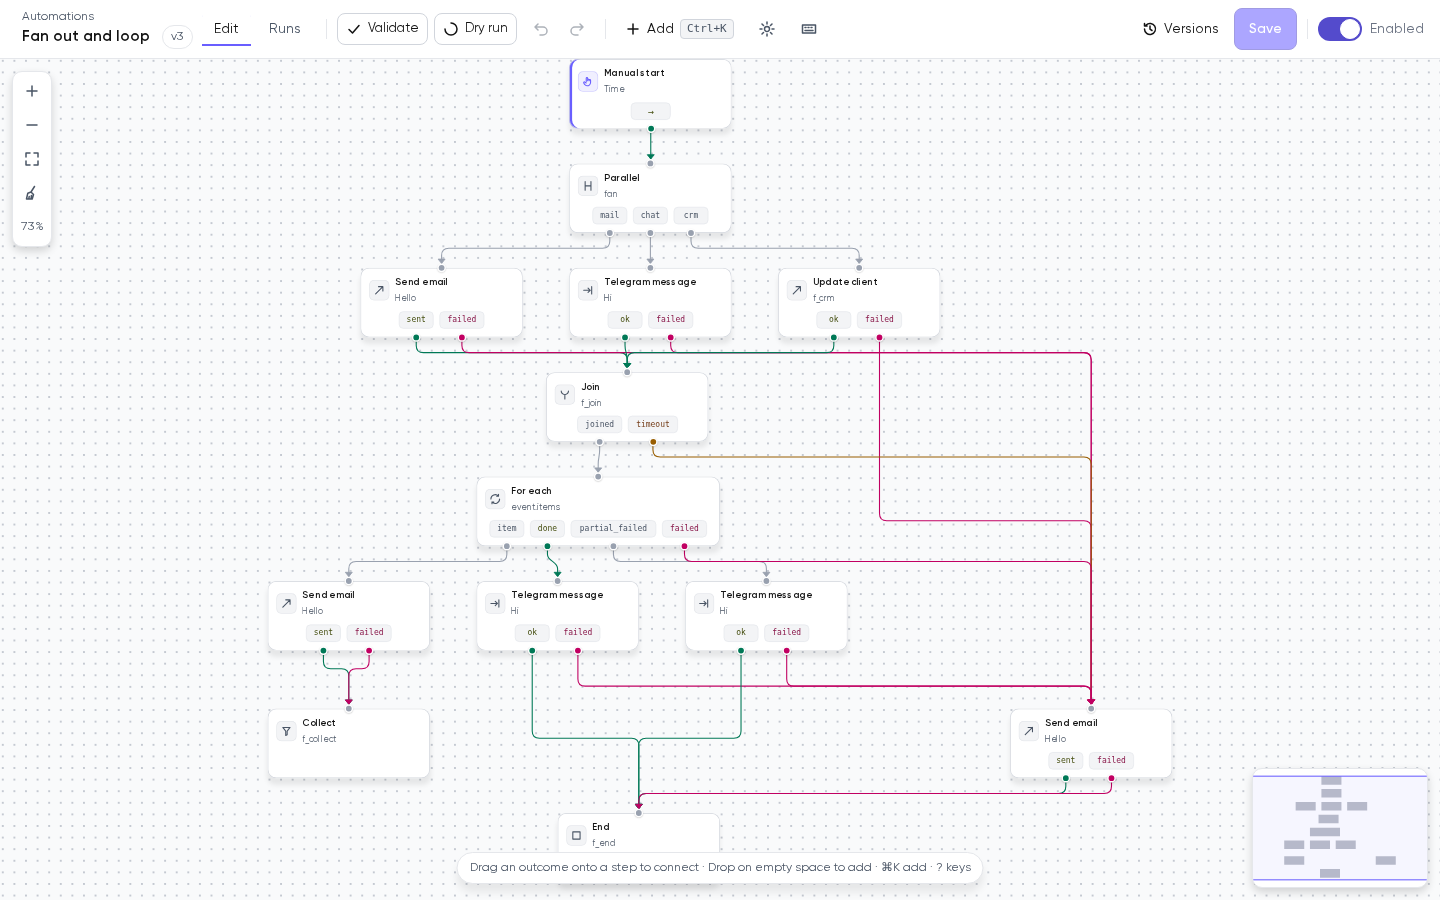 Automations
Fan out and loop
v3
Edit
Runs
Validate
Dry run
Add
Ctrl+K
Versions
Save
Enabled
73%
Manual start
Time
→
Parallel
fan
mail
chat
crm
Send email
Hello
sent
failed
Telegram message
Hi
ok
failed
Update client
f_crm
ok
failed
Join
f_join
joined
timeout
For each
event.items
item
done
partial_failed
failed
Send email
Hello
sent
failed
Telegram message
Hi
ok
failed
Telegram message
Hi
ok
failed
Collect
f_collect
Send email
Hello
sent
failed
End
f_end
Drag an outcome onto a step to connect · Drop on empty space to add · ⌘K add · ? keys